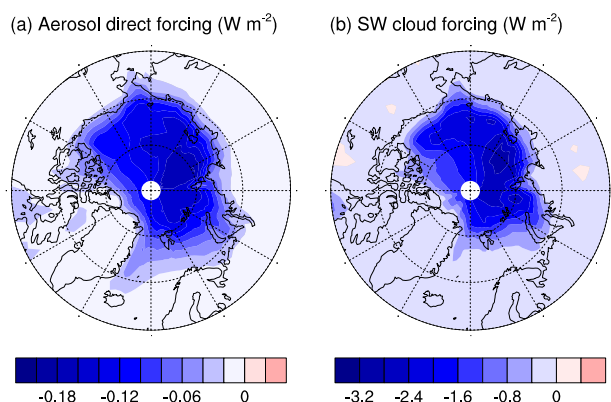 (a) Aerosol direct forcing (W m-2)
(b) SW cloud forcing (W m-2)
-0.18 -0.12 -0.06 0
-3.2 -2.4 -1.6 -0.8 0